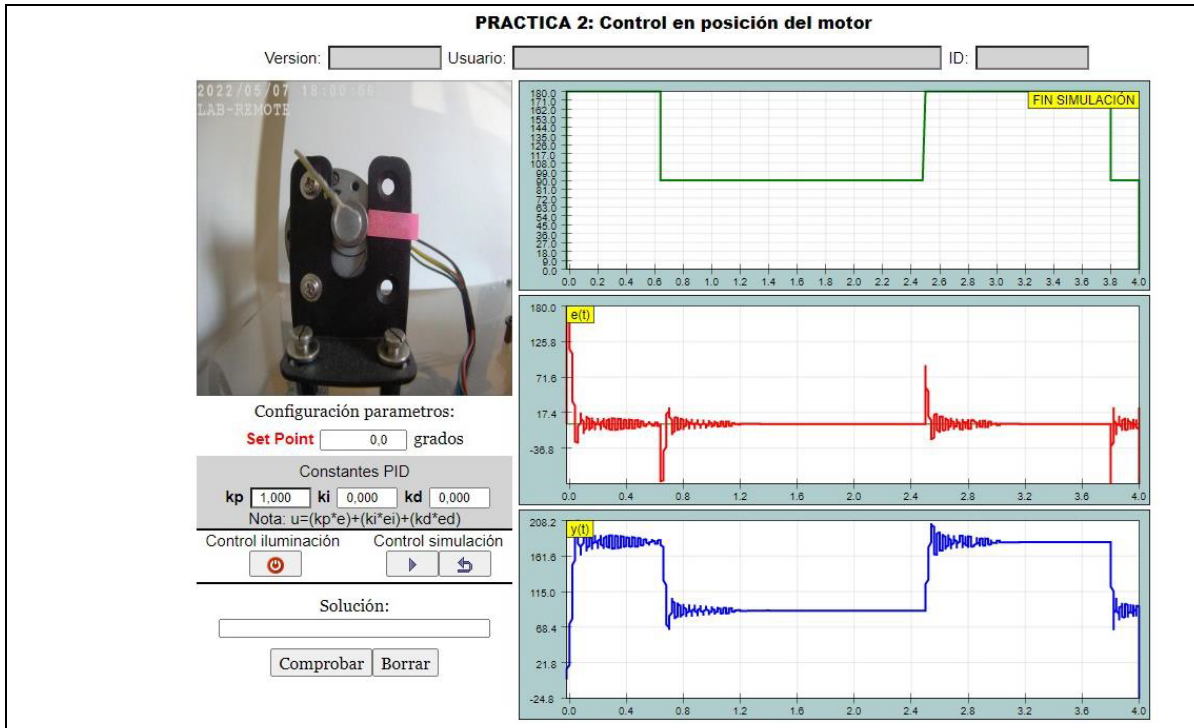 PRACTICA 2: Control en posición del motor
Version: Usuario: ID:
2022/05/07 18:00:50
LAB-REMOTE
Configuración parametros:
Set Point 0,0 grados
Constantes PID
kp 1,000 ki 0,000 kd 0,000
Nota: u=(kp*e)+(ki*ei)+(kd*ed)
Control iluminación Control simulación
Solución:
Comprobar Borrar
FIN SIMULACIÓN
180.0
171.0
162.0
153.0
144.0
135.0
126.0
117.0
108.0
99.0
90.0
81.0
72.0
63.0
54.0
45.0
36.0
27.0
18.0
9.0
0.0
0.0 0.2 0.4 0.6 0.8 1.0 1.2 1.4 1.6 1.8 2.0 2.2 2.4 2.6 2.8 3.0 3.2 3.4 3.6 3.8 4.0
e(t)
180.0
125.8
71.6
17.4
-36.8
0.0 0.4 0.8 1.2 1.6 2.0 2.4 2.8 3.2 3.6 4.0
y(t)
208.2
161.6
115.0
68.4
21.8
-24.8
0.0 0.4 0.8 1.2 1.6 2.0 2.4 2.8 3.2 3.6 4.0